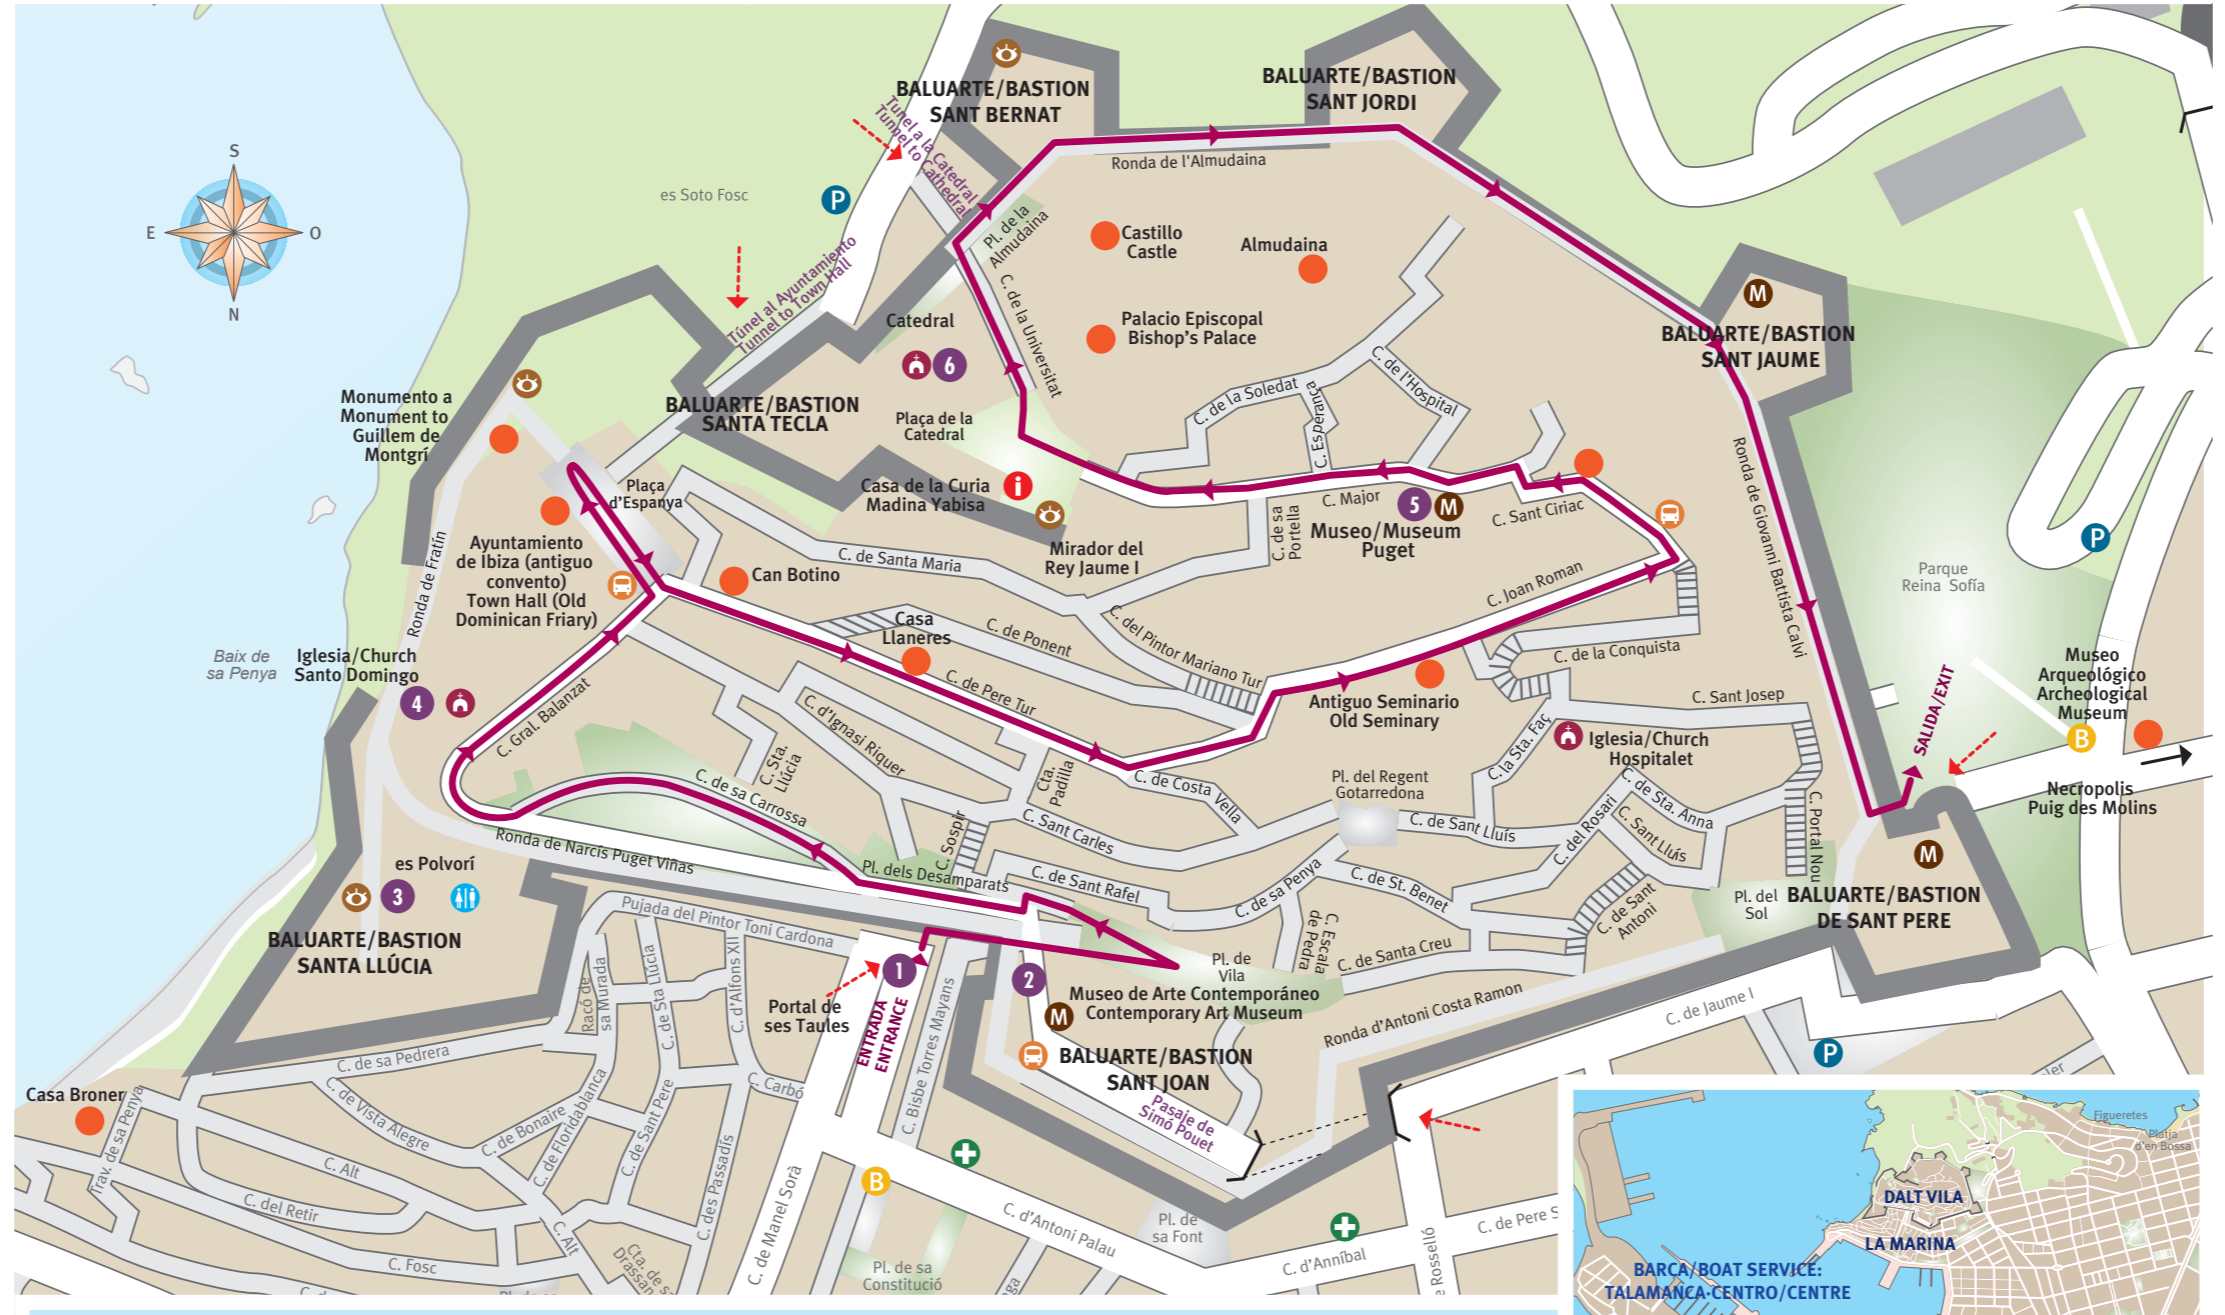 BALUARTE/BASTION
SANT BERNAT
BALUARTE/BASTION
SANT JORDI
Tunel a la Catedral
Tunnel to Cathedral
Ronda de l'Almudaina
S
E
O
N
es Soto Fosc
P
Pl. de la
Almudaina
Castillo
Castle
Almudaina
Túnel al Ayuntamiento
Tunnel to Town Hall
C. de la Universitat
M
BALUARTE/BASTION
SANT JAUME
Catedral
6
Palacio Episcopal
Bishop's Palace
Monumento a
Monument to
Guillem de
Montgrí
BALUARTE/BASTION
SANTA TECLA
Plaça de la
Catedral
C. de la Soledat
C. Esperança
C. de l'Hospital
Ronda de Giovanni Battista Calvi
Plaça
d'Espanya
Casa de la Curia
Madina Yabisa
i
C. Major
5
M
C. Sant Ciriac
Museo/Museum
Puget
C. de sa
Portella
Mirador del
Rey Jaume I
P
Parque
Reina Sofía
Ronda de Fratín
Ayuntamiento
de Ibiza (antiguo
convento)
Town Hall (Old
Dominican Friary)
Can Botino
C. de Santa Maria
C. Joan Roman
Casa
Llaneres
C. de Ponent
C. del Pintor Mariano Tur
C. de la Conquista
Baix de
sa Penya
Iglesia/Church
Santo Domingo
4
C. Gral. Balanzat
C. de Pere Tur
Antiguo Seminario
Old Seminary
C. Sant Josep
SALIDA/EXIT
Museo
Arqueológico
Archeological
Museum
B
Necropolis
Puig des Molins
C. d'Ignasi Riquer
C. Sta.
Llúcia
Cta.
Padilla
C. de Costa Vella
C. la Sta. Faç
Iglesia/Church
Hospitalet
Pl. del Regent
Gotarredona
C. de Sta. Anna
C. de sa Carrossa
C. Sospir
C. Sant Carles
C. de Sant Lluís
C. del Rosari
C. Sant Lluís
C. Portal Nou
Ronda de Narcís Puget Viñas
Pl. dels Desamparats
C. de Sant Rafel
C. de sa Penya
C. de St. Benet
C. de Sant
Antoni
Pl. del
Sol
M
BALUARTE/BASTION
DE SANT PERE
es Polvorí
3
BALUARTE/BASTION
SANTA LLÚCIA
Pujada del Pintor Toni Cardona
C. Escala
de Pedra
C. de Santa Creu
1
2
Pl. de
Vila
Portal de
ses Taules
ENTRADA
ENTRANCE
M
Museo de Arte Contemporáneo
Contemporary Art Museum
Ronda d'Antoni Costa Ramon
C. de Jaume I
P
Racó de
sa Murada
C. de Sta Llúcia
C. d'Alfons XII
C. Bisbe Torres Mayans
BALUARTE/BASTION
SANT JOAN
Pasaje de
Simó Pouet
C. de sa Pedrera
C. Carbó
Casa Broner
Trav. de sa Penya
C. de Vista Alegre
C. de Bonaire
C. de Floridablanca
C. de Sant Pere
C. des Passadís
C. de Manel Sorà
C. Alt
C. del Retir
C. Alt
C. Fosc
B
C. d'Antoni Palau
Pl. de
sa Font
C. d'Anníbal
C. de Pere S
Pl. de sa
Constitució
Figueretes
Platja
d'en Bossa
DALT VILA
LA MARINA
BARCA/BOAT SERVICE:
TALAMANCA-CENTRO/CENTRE